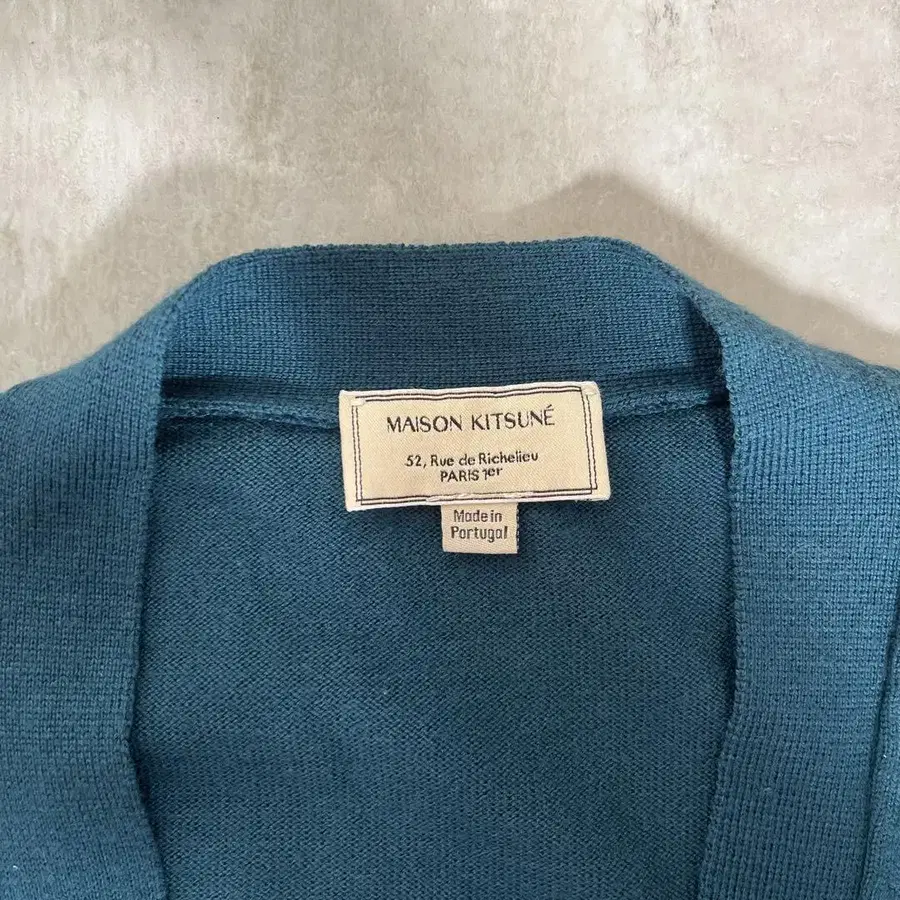 MAISON KITSUNÉ
52, Rue de Richelieu
PARIS 1er
Made in
Portugal